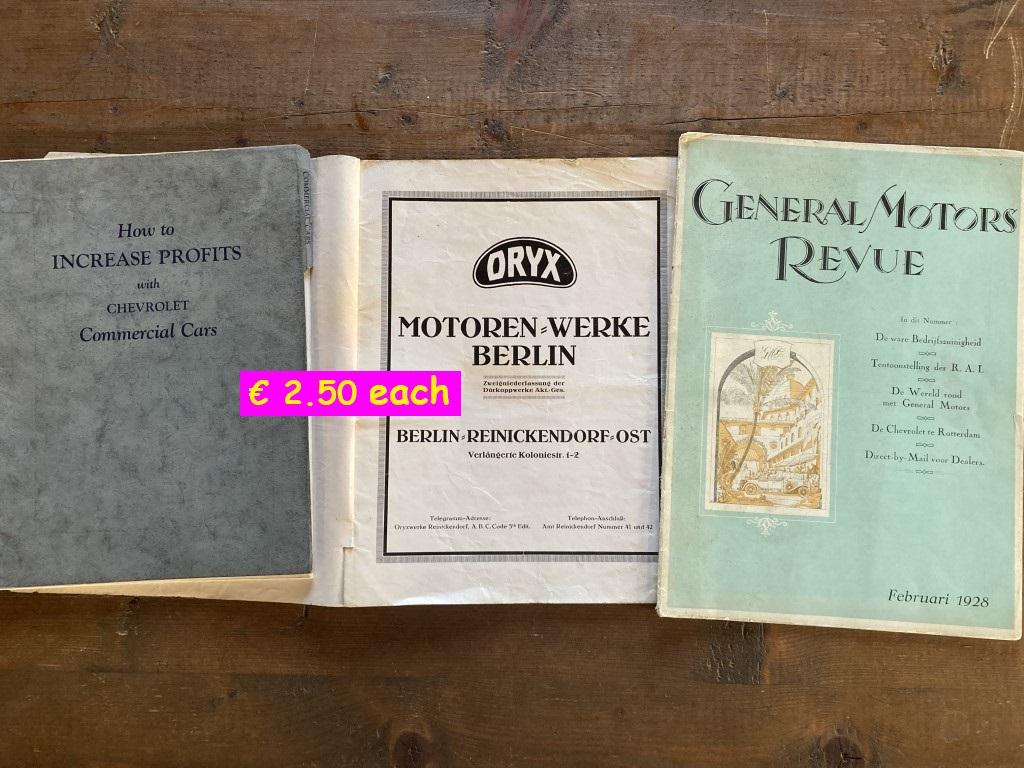 How to
INCREASE PROFITS
with
CHEVROLET
Commercial Cars
COMMERCIAL CARS
€ 2.50 each
ORYX
MOTOREN=WERKE
BERLIN
Zweigniederlassung der
Dürkoppwerke Akt.-Ges.
BERLIN=REINICKENDORF=OST
Verlängerte Koloniestr. 1-2
Telegramm-Adresse:
Oryxwerke Reinickendorf, A.B.C. Code 5th Edit.
Telephon-Anschluß:
Amt Reinickendorf Nummer 41 und 42
GENERAL MOTORS
REVUE
In dit Nummer:
De ware Bedrijfszuinigheid
Tentoonstelling der R. A. I.
De Wereld rond
met General Motors
De Chevrolet te Rotterdam
Direct-by-Mail voor Dealers.
Februari 1928